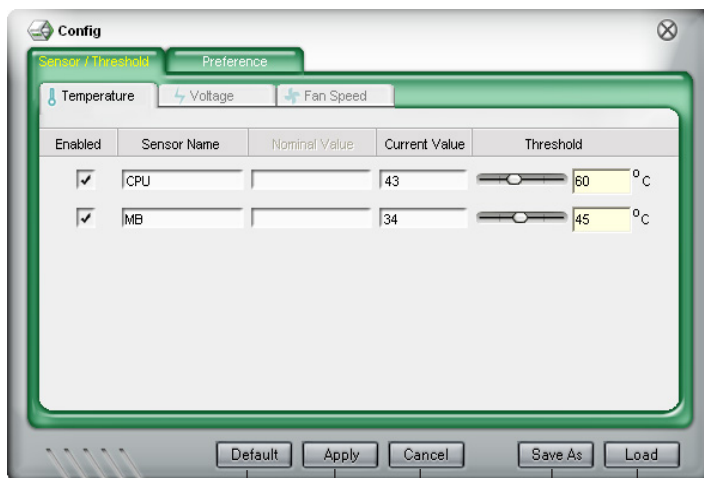 Config
Sensor / Threshold Preference
Temperature Voltage Fan Speed
Enabled Sensor Name Nominal Value Current Value Threshold
CPU 43 60 °C
MB 34 45 °C
Default Apply Cancel Save As Load